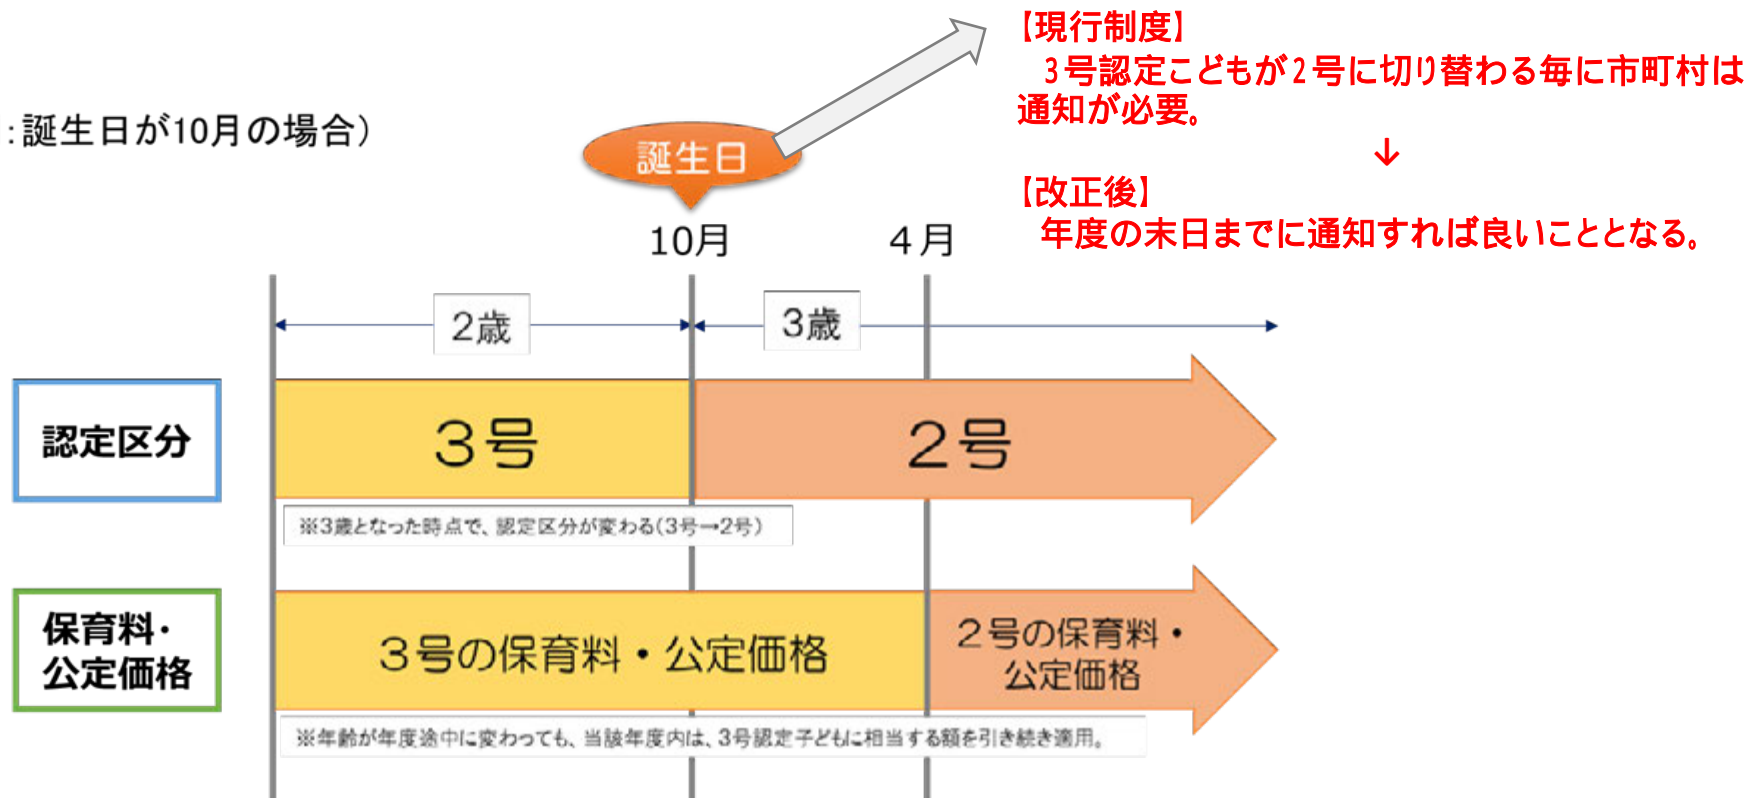 【現行制度】
3号認定こどもが2号に切り替わる毎に市町村は
通知が必要。
↓
【改正後】
年度の末日までに通知すれば良いこととなる。
:誕生日が10月の場合)
誕生日
10月
4月
2歳
3歳
認定区分
3号
2号
※3歳となった時点で、認定区分が変わる(3号→2号)
保育料・
公定価格
3号の保育料・公定価格
2号の保育料・
公定価格
※年齢が年度途中に変わっても、当該年度内は、3号認定子どもに相当する額を引き続き適用。